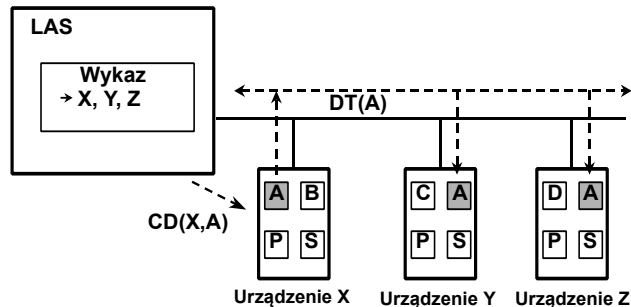 LAS
Wykaz
X, Y, Z
DT(A)
CD(X,A)
A B
P S
C A
P S
D A
P S
Urządzenie X
Urządzenie Y
Urządzenie Z